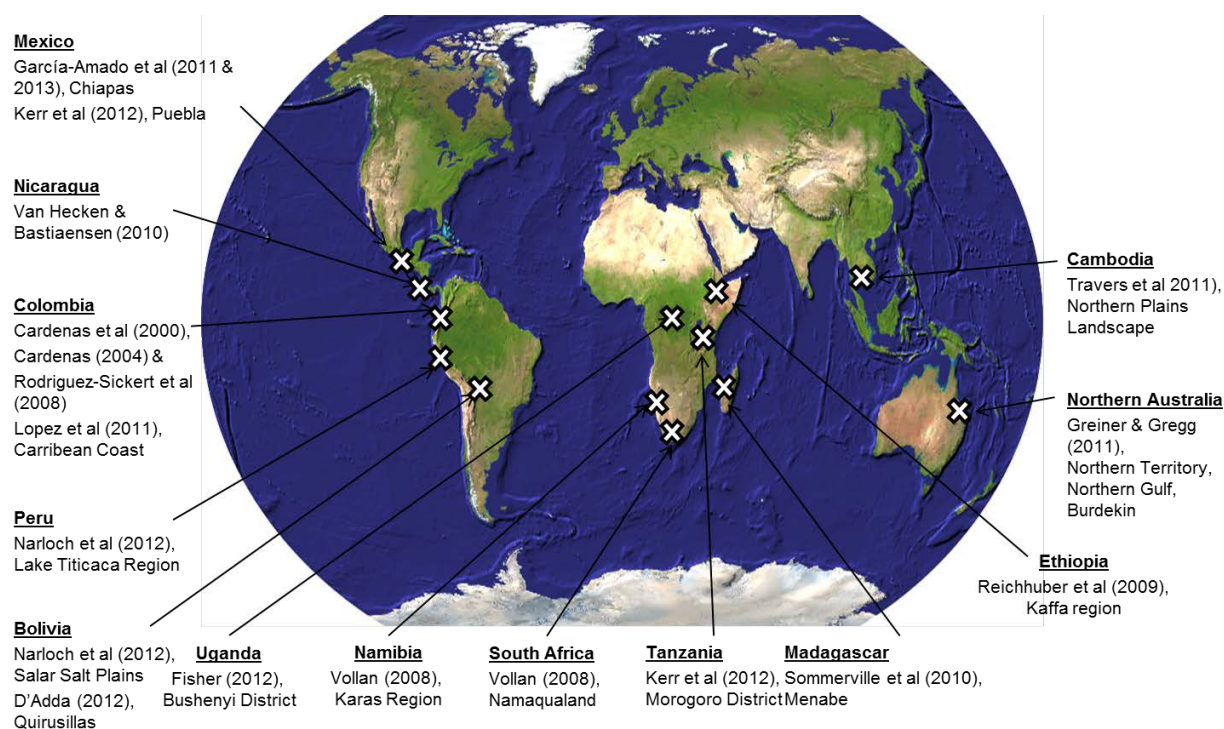 Mexico
García-Amado et al (2011 &
2013), Chiapas
Kerr et al (2012), Puebla
Nicaragua
Van Hecken &
Bastiaensen (2010)
Colombia
Cardenas et al (2000),
Cardenas (2004) &
Rodriguez-Sickert et al
(2008)
Lopez et al (2011),
Carribean Coast
Peru
Narloch et al (2012),
Lake Titicaca Region
Bolivia
Narloch et al (2012),
Salar Salt Plains
D'Adda (2012),
Quirusillas
Uganda
Fisher (2012),
Bushenyi District
Namibia
Vollan (2008),
Karas Region
South Africa
Vollan (2008),
Namaqualand
Tanzania
Kerr et al (2012),
Morogoro District
Madagascar
Sommerville et al (2010),
Menabe
Ethiopia
Reichhuber et al (2009),
Kaffa region
Northern Australia
Greiner & Gregg
(2011),
Northern Territory,
Northern Gulf,
Burdekin
Cambodia
Travers et al 2011),
Northern Plains
Landscape